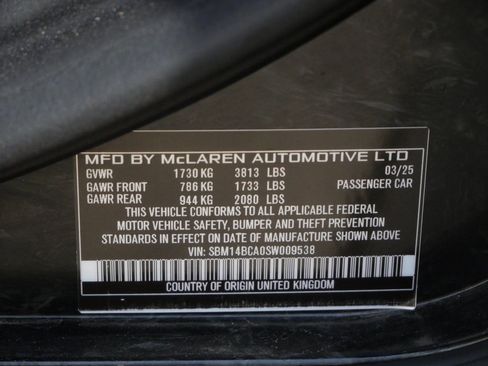 MFD BY McLAREN AUTOMOTIVE LTD
GVWR 1730 KG 3813 LBS 03/25
GAWR FRONT 786 KG 1733 LBS PASSENGER CAR
GAWR REAR 944 KG 2080 LBS
THIS VEHICLE CONFORMS TO ALL APPLICABLE FEDERAL
MOTOR VEHICLE SAFETY, BUMPER AND THEFT PREVENTION
STANDARDS IN EFFECT ON DATE OF MANUFACTURE SHOWN ABOVE
VIN: SBM14BCA0SW009538
COUNTRY OF ORIGIN UNITED KINGDOM